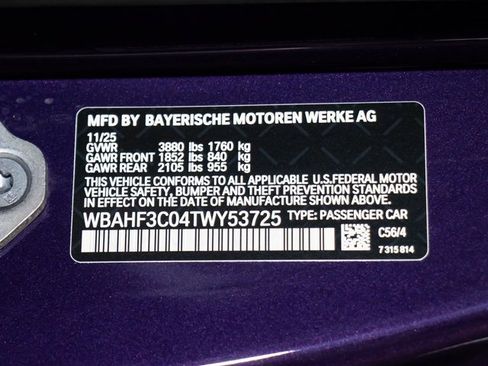 MFD BY BAYERISCHE MOTOREN WERKE AG
11/25
GVWR 3880 lbs 1760 kg
GAWR FRONT 1852 lbs 840 kg
GAWR REAR 2105 lbs 955 kg
THIS VEHICLE CONFORMS TO ALL APPLICABLE U.S.FEDERAL MOTOR
VEHICLE SAFETY, BUMPER, AND THEFT PREVENTION STANDARDS
IN EFFECT ON THE DATE OF MANUFACTURE SHOWN ABOVE.
WBAHF3C04TWY53725 TYPE: PASSENGER CAR
C56/4
7 315 814